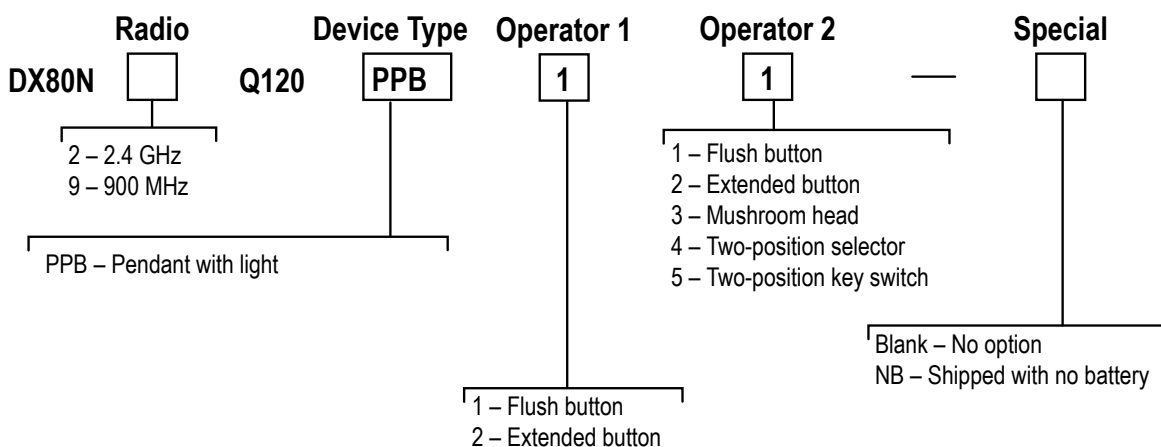 Radio Device Type Operator 1 Operator 2 Special
DX80N Q120 PPB 1 1 —
2 – 2.4 GHz
9 – 900 MHz
PPB – Pendant with light
1 – Flush button
2 – Extended button
3 – Mushroom head
4 – Two-position selector
5 – Two-position key switch
Blank – No option
NB – Shipped with no battery
1 – Flush button
2 – Extended button